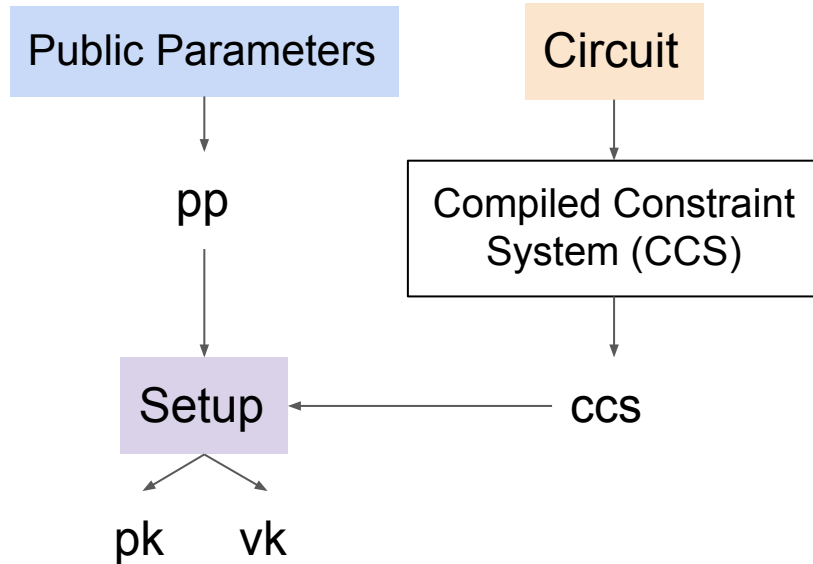 Public Parameters
Circuit
pp
Compiled Constraint
System (CCS)
Setup
ccs
pk
vk